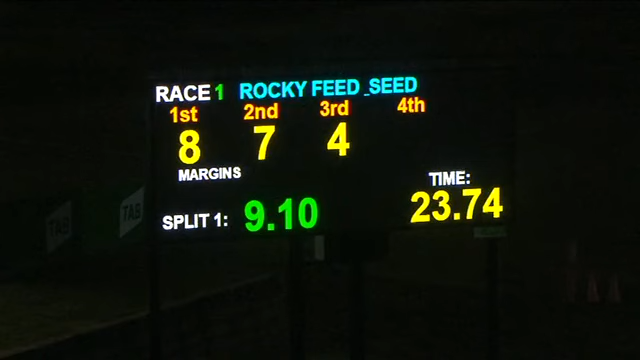 RACE 1 ROCKY FEED _SEED
1st 2nd 3rd 4th
8 7 4
MARGINS
TIME:
SPLIT 1: 9.10 23.74
TAB TAB